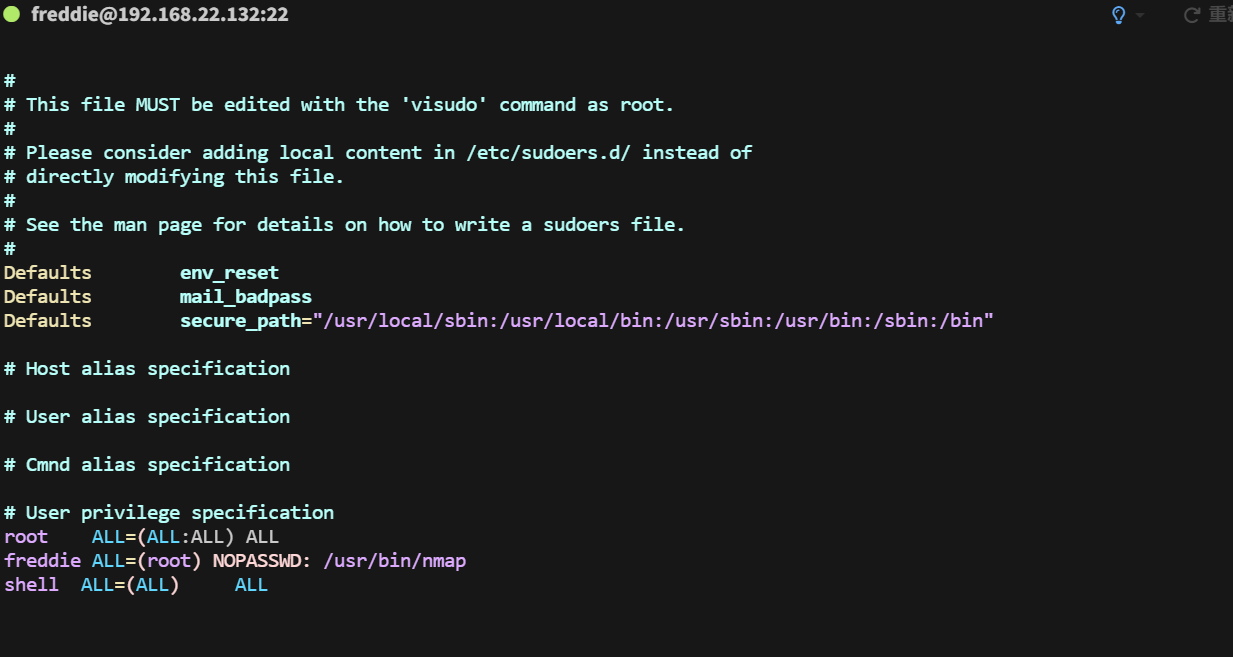 freddie@192.168.22.132:22
重新
#
# This file MUST be edited with the 'visudo' command as root.
#
# Please consider adding local content in /etc/sudoers.d/ instead of
# directly modifying this file.
#
# See the man page for details on how to write a sudoers file.
#
Defaults        env_reset
Defaults        mail_badpass
Defaults        secure_path="/usr/local/sbin:/usr/local/bin:/usr/sbin:/usr/bin:/sbin:/bin"
# Host alias specification
# User alias specification
# Cmnd alias specification
# User privilege specification
root    ALL=(ALL:ALL) ALL
freddie ALL=(root) NOPASSWD: /usr/bin/nmap
shell  ALL=(ALL)     ALL